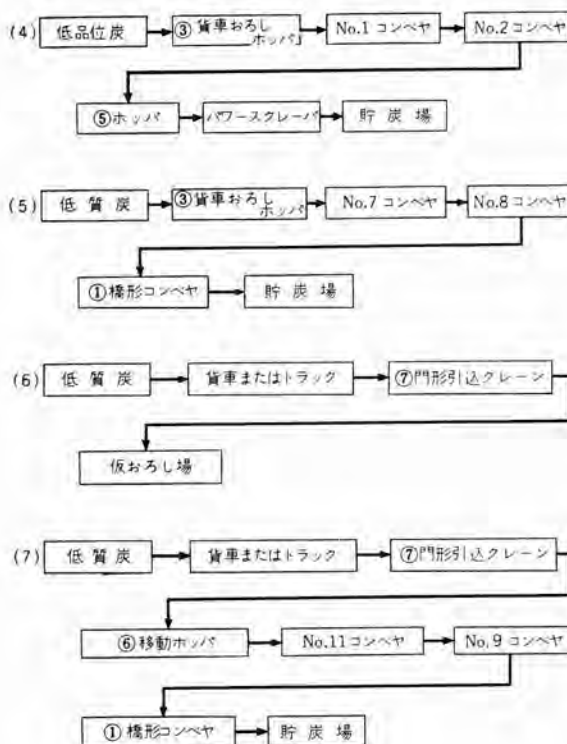 (4) 低品位炭 ③貨車おろしホッパ No.1コンベヤ No.2コンベヤ
⑤ホッパ パワースクレーパ 貯炭場
(5) 低質炭 ③貨車おろしホッパ No.7コンベヤ No.8コンベヤ
①橋形コンベヤ 貯炭場
(6) 低質炭 貨車またはトラック ⑦門形引込クレーン
仮おろし場
(7) 低質炭 貨車またはトラック ⑦門形引込クレーン
⑥移動ホッパ No.11コンベヤ No.9コンベヤ
①橋形コンベヤ 貯炭場